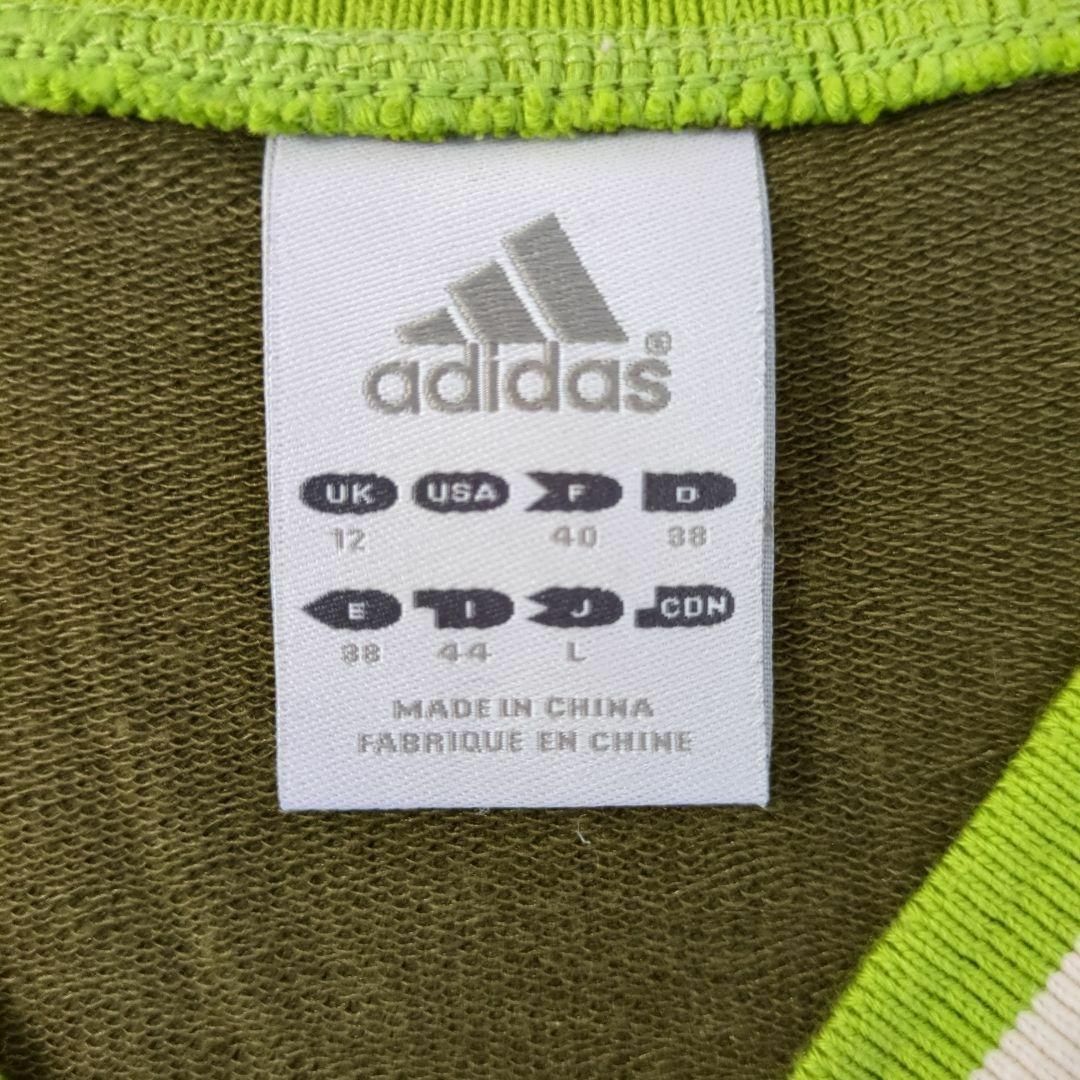 adidas®
UK USA F D
12 40 38
E I J CDN
38 44 L
MADE IN CHINA
FABRIQUE EN CHINE